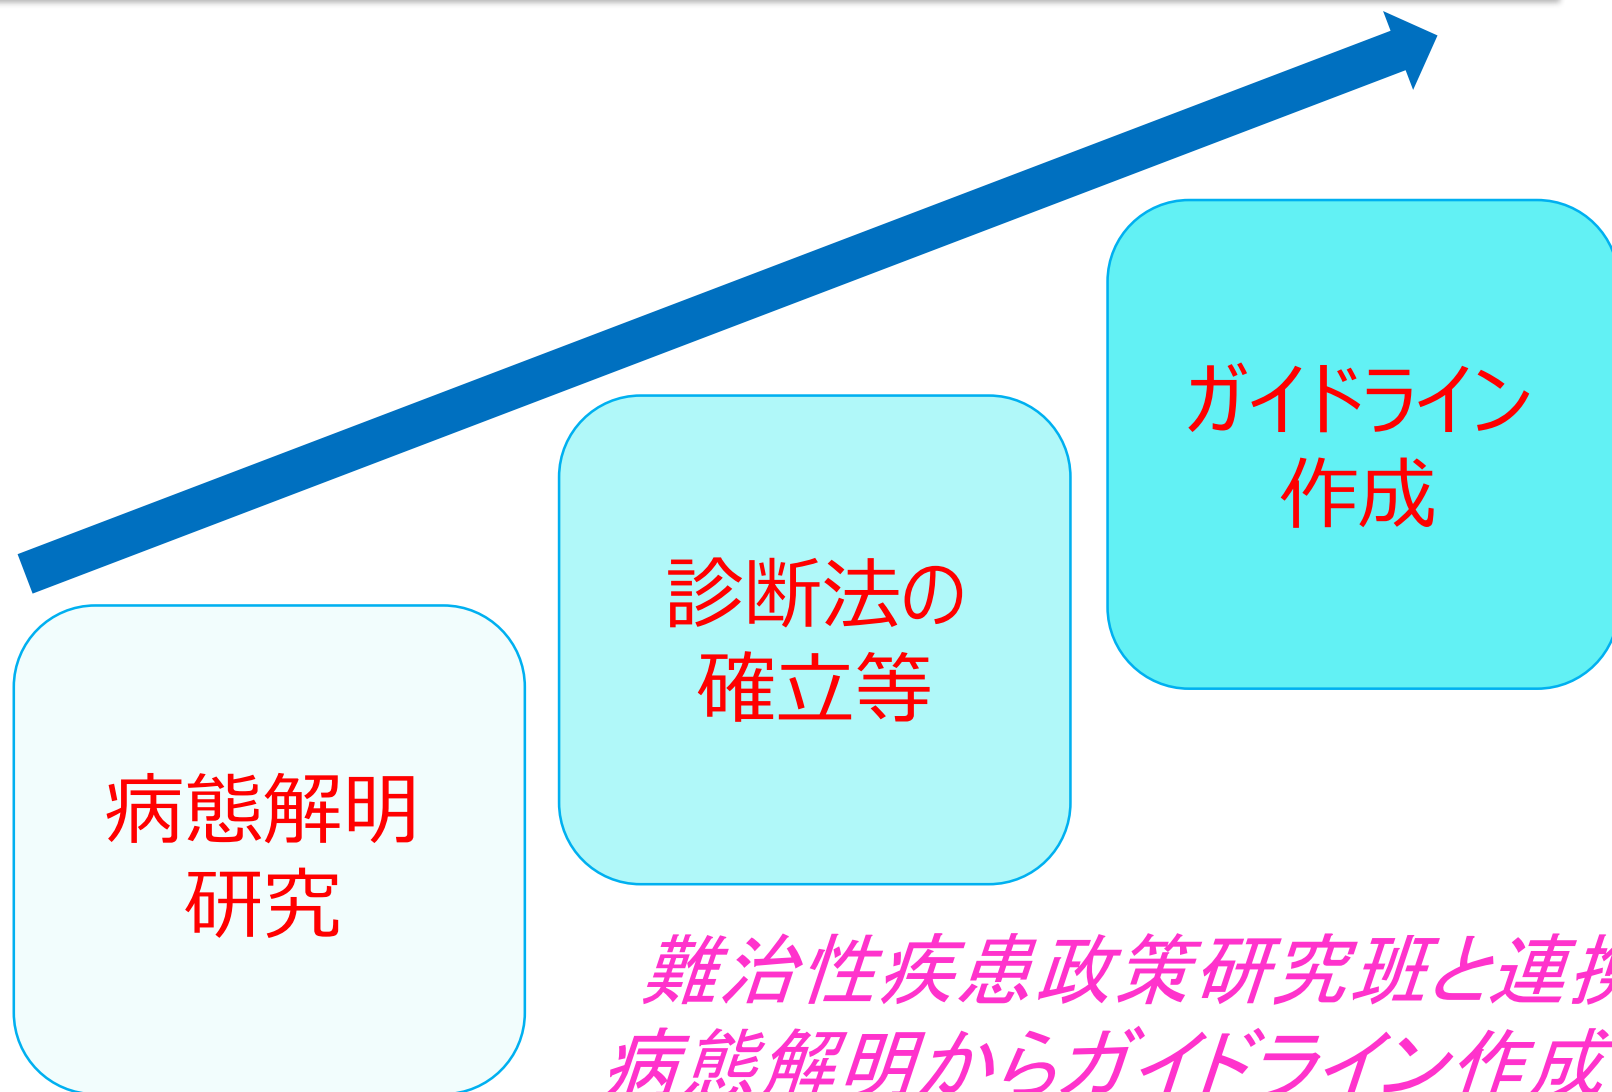 病態解明
研究
診断法の
確立等
ガイドライン
作成
難治性疾患政策研究班と連携
病態解明からガイドライン作成